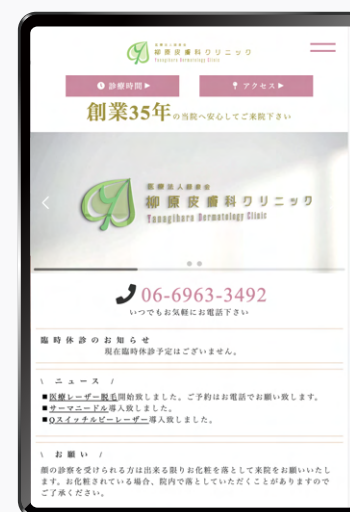 医療法人緑美会
柳原皮膚科クリニック
Yanagihara Dermatology Clinic
診療時間▶
アクセス▶
創業35年の当院へ安心してご来院下さい
柳原皮膚科クリニック
Yanagihara Dermatology Clinic
06-6963-3492
いつでもお気軽にお電話下さい
臨時休診のお知らせ
現在臨時休診予定はございません。
\ ニュース /
■医療レーザー脱毛開始致しました。ご予約はお電話でお願い致します。
■サーマニードル導入致しました。
■Qスイッチルビーレーザー導入致しました。
\ お願い /
顔の診察を受けられる方は出来る限りお化粧を落として来院をお願いいたし
ます。お化粧されている場合、院内で落としていただくことがありますので
ご了承ください。